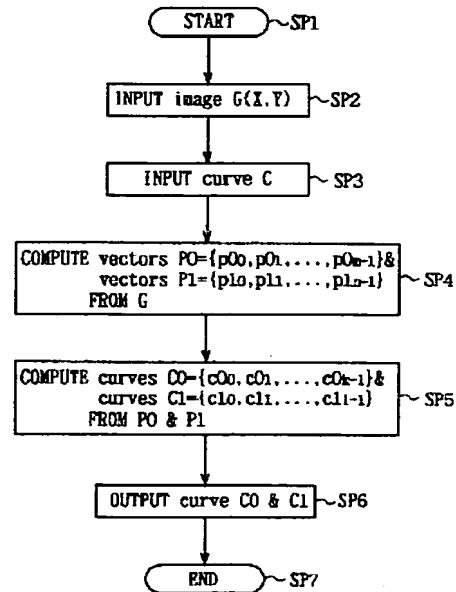 START SP1
INPUT image G(X,Y) SP2
INPUT curve C SP3
COMPUTE vectors P0={p0₀,p0₁,....,p0ₘ₋₁}&
vectors P1={p1₀,p1₁,....,p1ₙ₋₁}
FROM G
SP4
COMPUTE curves C0={c0₀,c0₁,....,c0ₖ₋₁}&
curves C1={c1₀,c1₁,....,c1ₗ₋₁}
FROM P0 & P1
SP5
OUTPUT curve C0 & C1 SP6
END SP7